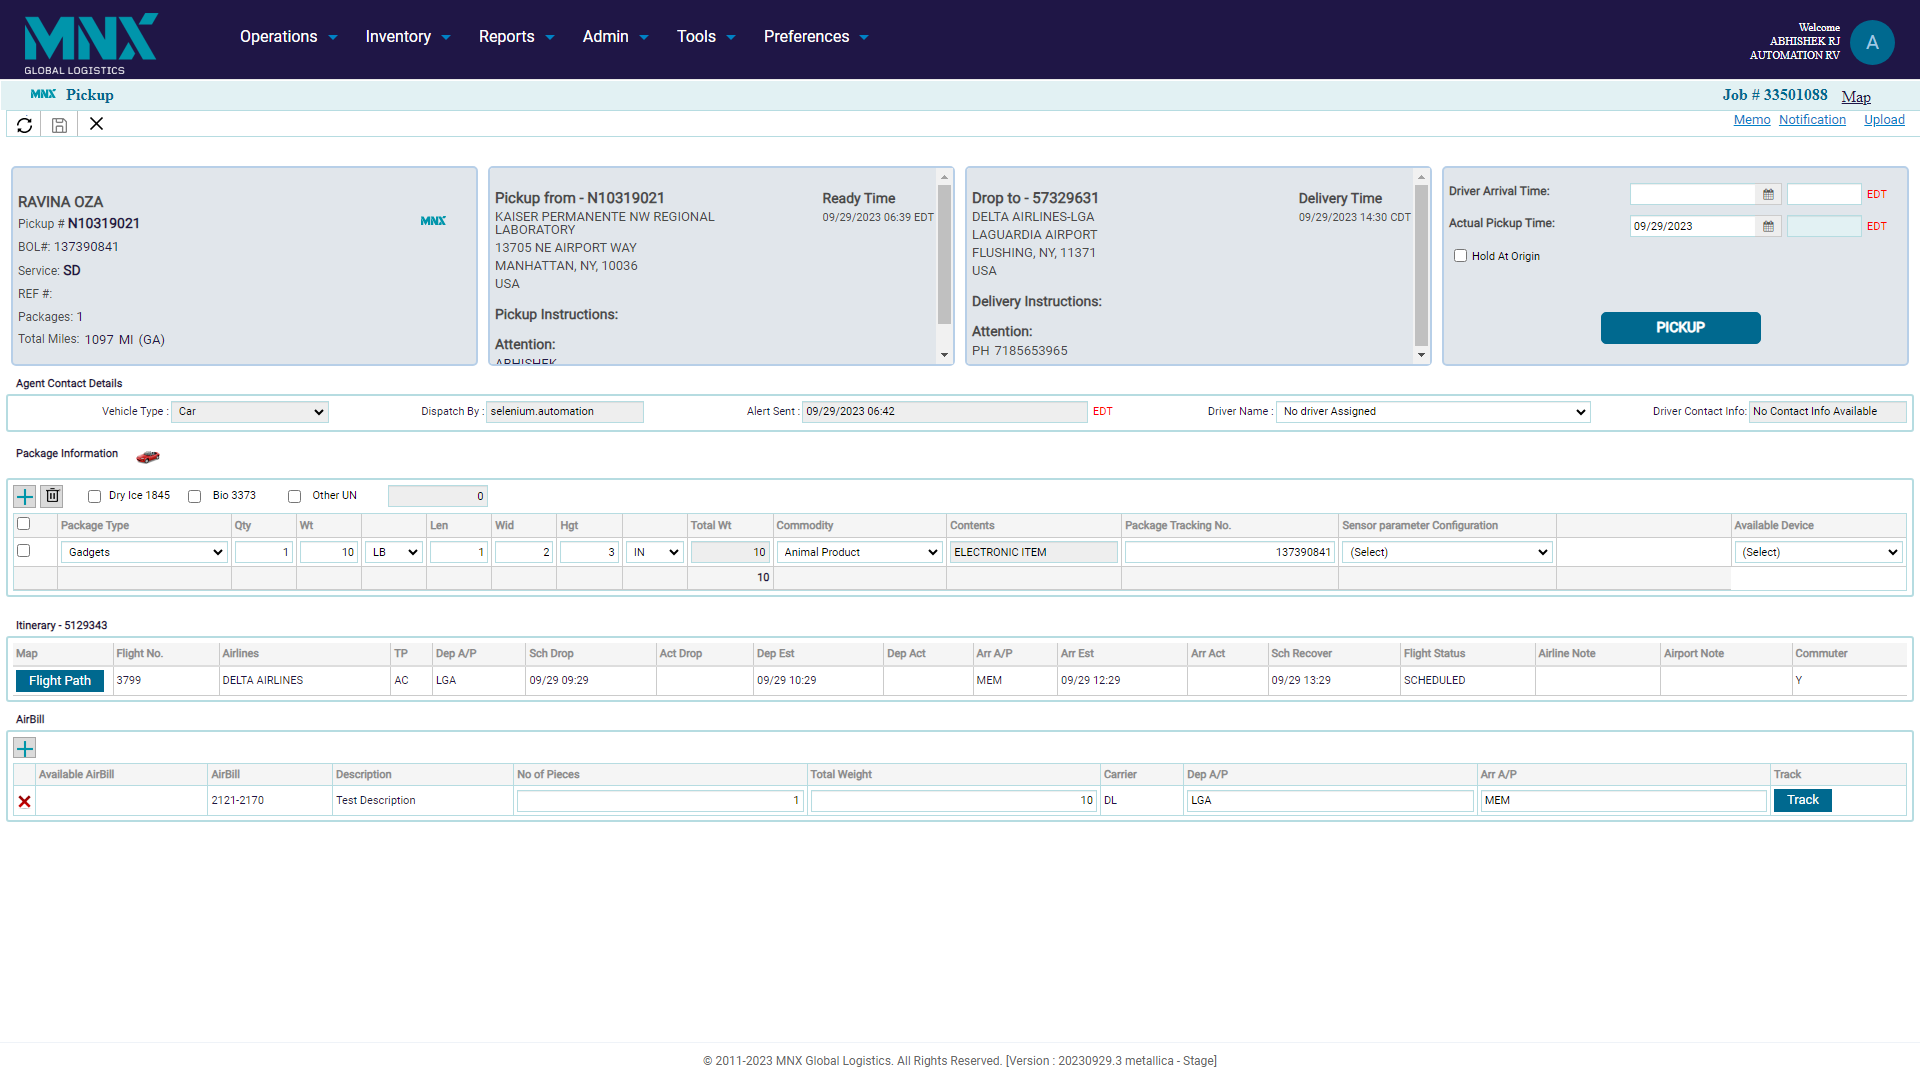 MNX
GLOBAL LOGISTICS
Operations Inventory Reports Admin Tools Preferences
Welcome
ABHISHEK RJ
AUTOMATION RV
A
MNX Pickup
Job # 33501088 Map
Memo Notification Upload
RAVINA OZA
Pickup # N10319021
MNX
BOL#: 137390841
Service: SD
REF #:
Packages: 1
Total Miles: 1097 MI (GA)
Pickup from - N10319021 Ready Time
KAISER PERMANENTE NW REGIONAL 09/29/2023 06:39 EDT
LABORATORY
13705 NE AIRPORT WAY
MANHATTAN, NY, 10036
USA
Pickup Instructions:
Attention:
ABHISHEK
Drop to - 57329631 Delivery Time
DELTA AIRLINES-LGA 09/29/2023 14:30 CDT
LAGUARDIA AIRPORT
FLUSHING, NY, 11371
USA
Delivery Instructions:
Attention:
PH 7185653965
Driver Arrival Time: EDT
Actual Pickup Time: 09/29/2023 EDT
Hold At Origin
PICKUP
Agent Contact Details
Vehicle Type : Car Dispatch By : selenium.automation Alert Sent : 09/29/2023 06:42 EDT Driver Name : No driver Assigned Driver Contact Info: No Contact Info Available
Package Information
Dry Ice 1845 Bio 3373 Other UN 0
Package Type Qty Wt Len Wid Hgt Total Wt Commodity Contents Package Tracking No. Sensor parameter Configuration Available Device
Gadgets 1 10 LB 1 2 3 IN 10 Animal Product ELECTRONIC ITEM 137390841 (Select) (Select)
10
Itinerary - 5129343
Map Flight No. Airlines TP Dep A/P Sch Drop Act Drop Dep Est Dep Act Arr A/P Arr Est Arr Act Sch Recover Flight Status Airline Note Airport Note Commuter
Flight Path 3799 DELTA AIRLINES AC LGA 09/29 09:29 09/29 10:29 MEM 09/29 12:29 09/29 13:29 SCHEDULED Y
AirBill
Available AirBill AirBill Description No of Pieces Total Weight Carrier Dep A/P Arr A/P Track
2121-2170 Test Description 1 10 DL LGA MEM Track
© 2011-2023 MNX Global Logistics. All Rights Reserved. [Version : 20230929.3 metallica - Stage]